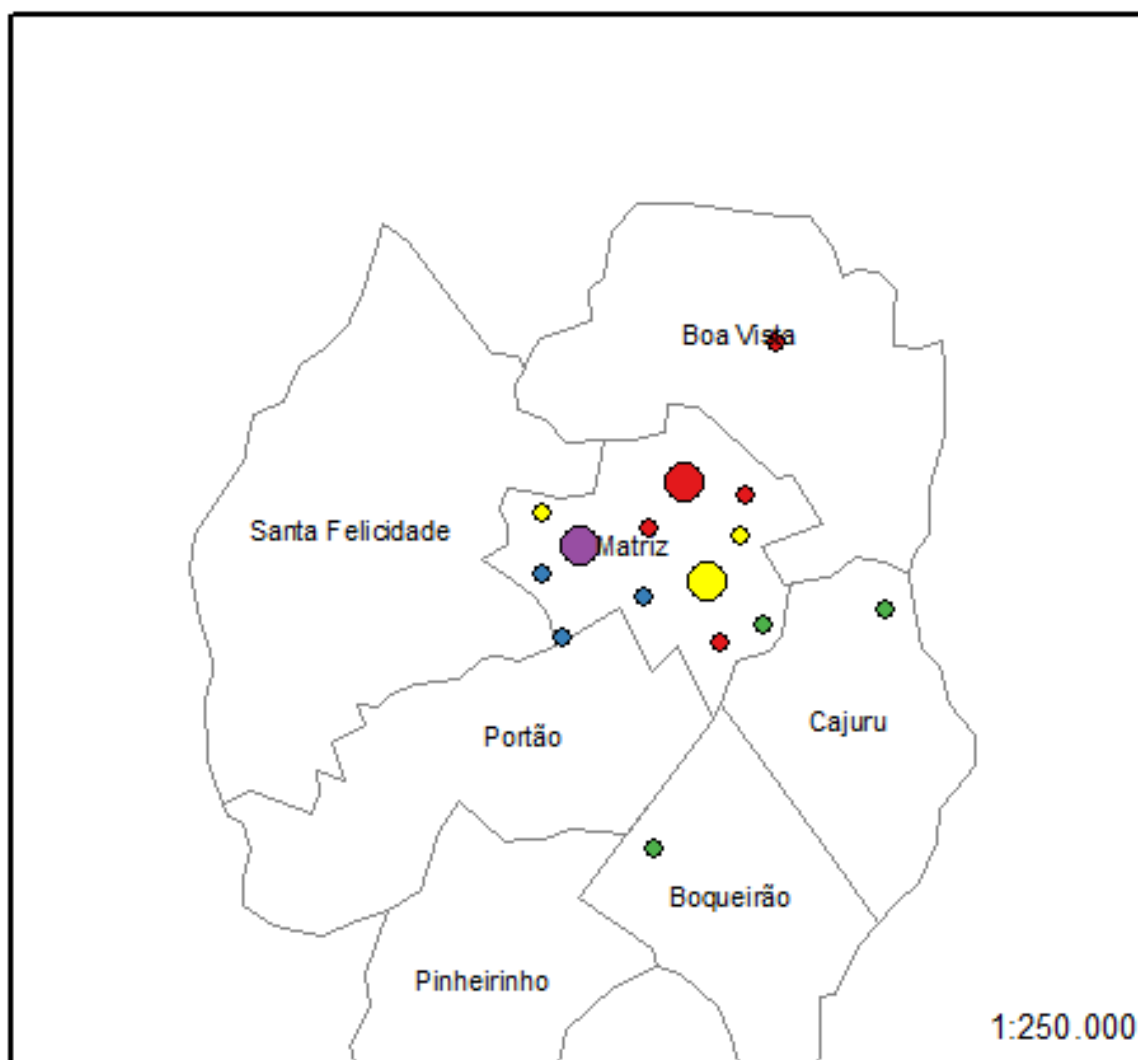 Boa Vista
Santa Felicidade
Matriz
Cajuru
Portão
Boqueirão
Pinheirinho
1:250.000